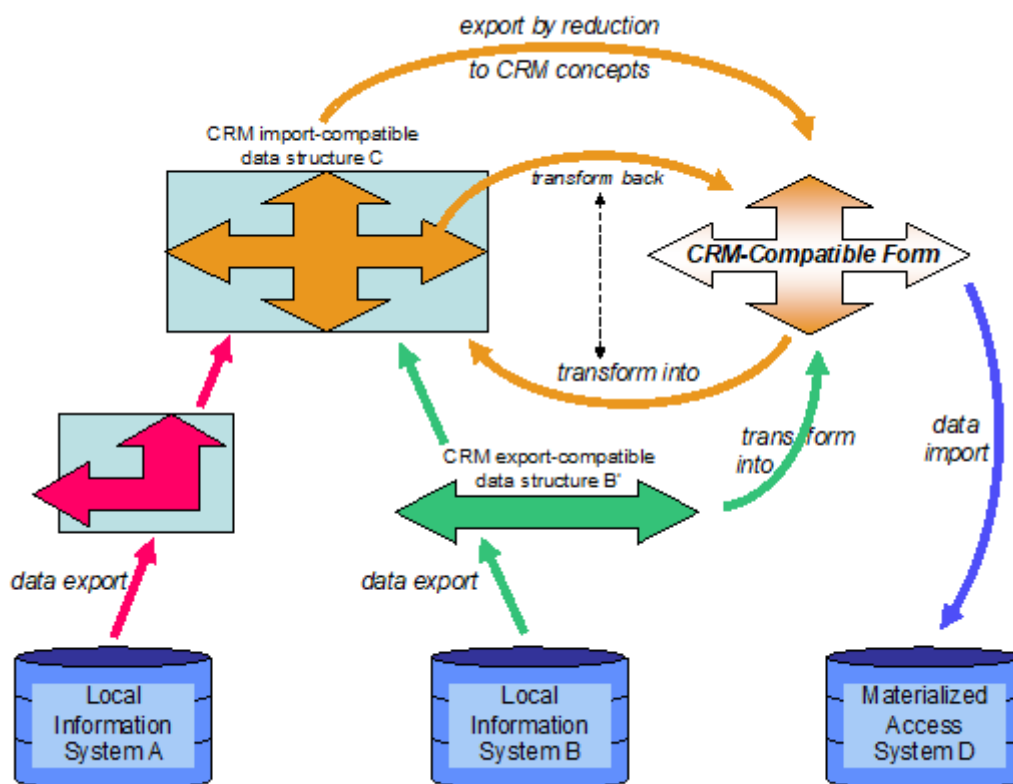 export by reduction
to CRM concepts
CRM import-compatible
data structure C
transform back
CRM-Compatible Form
transform into
transform
into
data
import
CRM export-compatible
data structure B'
data export
data export
Local
Information
System A
Local
Information
System B
Materialized
Access
System D